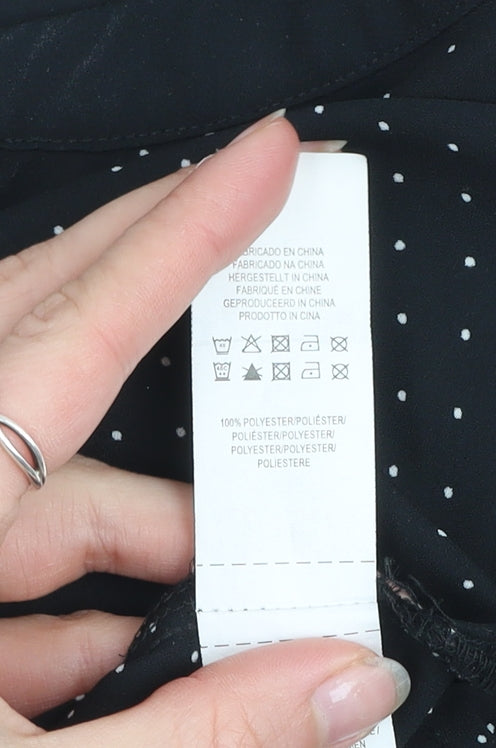 FABRICADO EN CHINA
FABRICADO NA CHINA
HERGESTELLT IN CHINA
FABRIQUÉ EN CHINE
GEPRODUCEERD IN CHINA
PRODOTTO IN CINA
100% POLYESTER/POLIÉSTER/
POLIÉSTER/POLYESTER/
POLYESTER/POLYESTER/
POLIESTERE